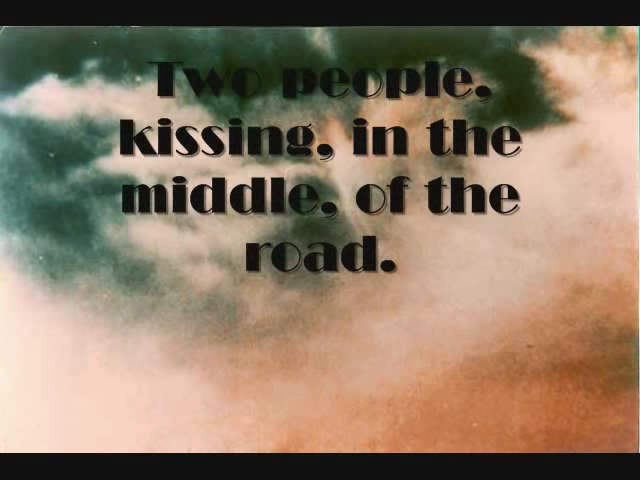 Two people,
kissing, in the
middle, of the
road.